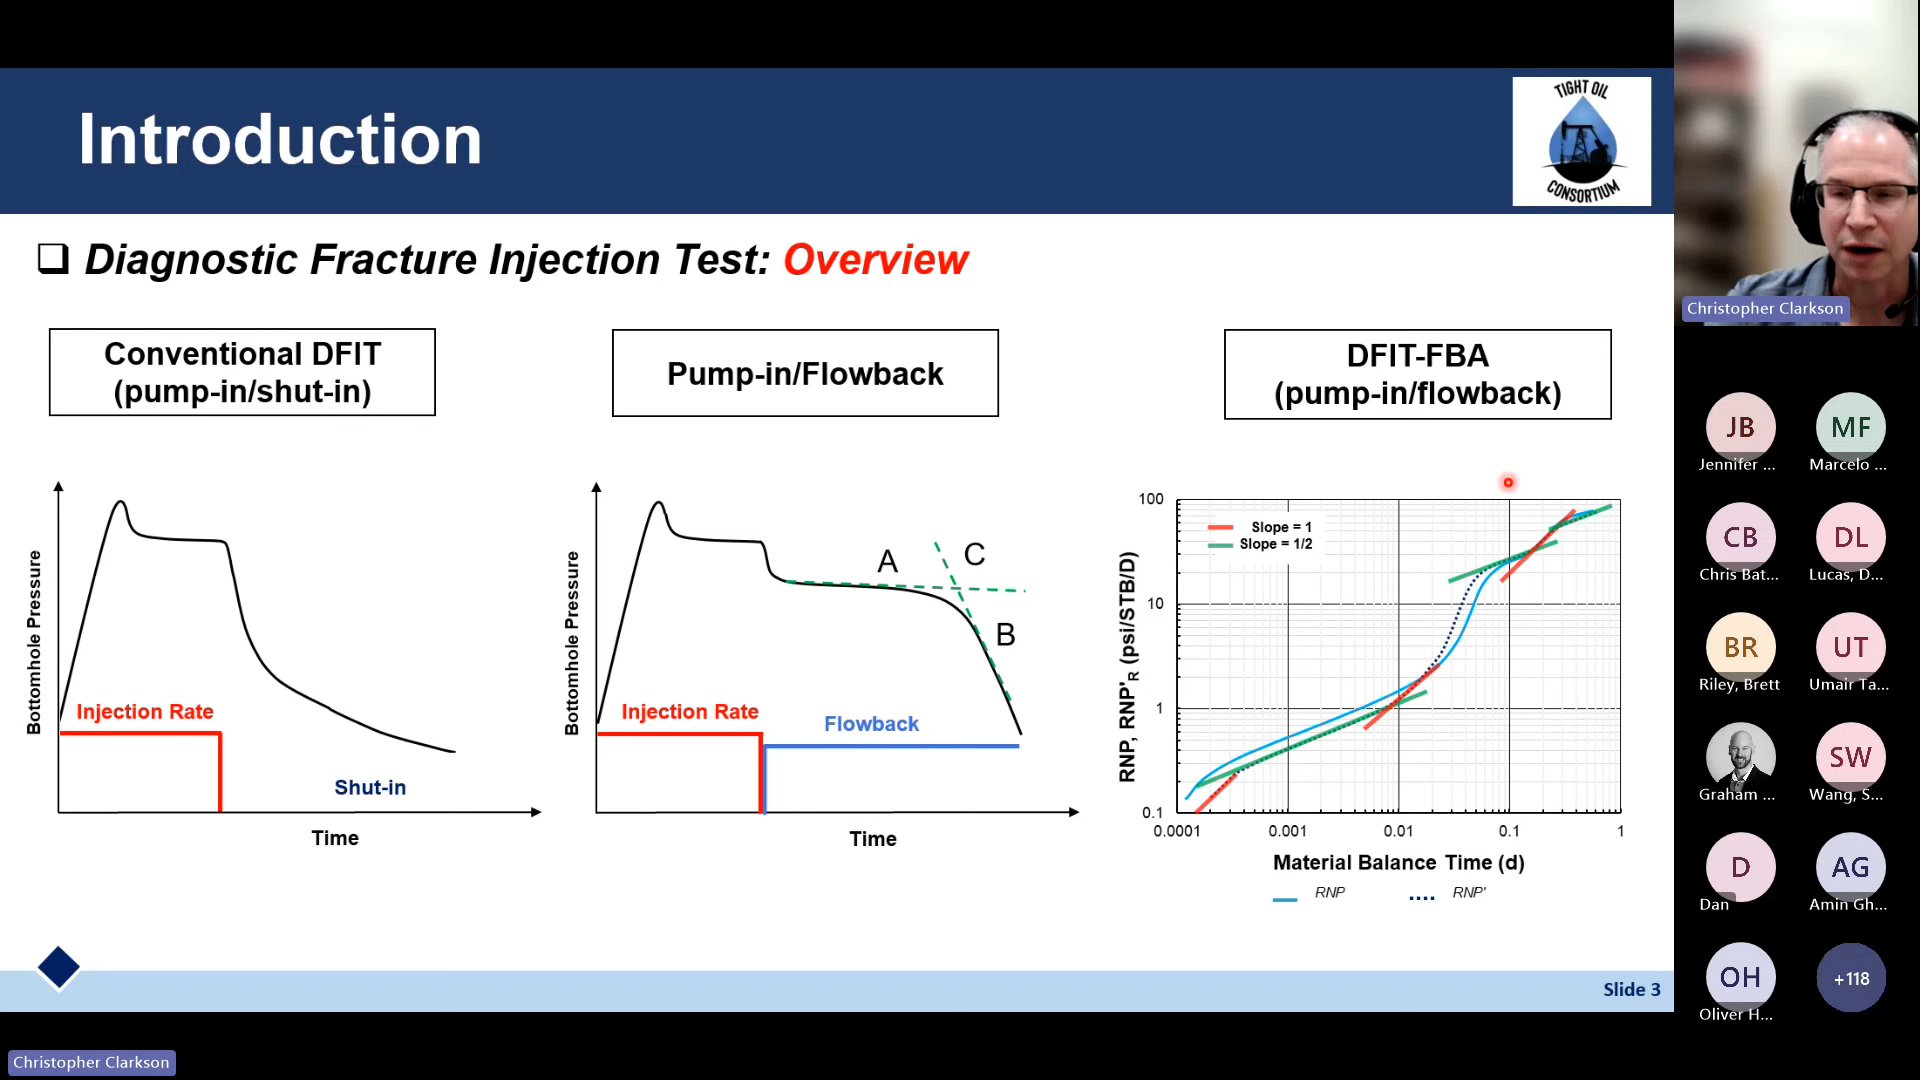 Introduction
TIGHT OIL
CONSORTIUM
❑ Diagnostic Fracture Injection Test: Overview
Conventional DFIT
(pump-in/shut-in)
Bottomhole Pressure
Injection Rate
Shut-in
Time
Pump-in/Flowback
Bottomhole Pressure
A
C
B
Injection Rate
Flowback
Time
DFIT-FBA
(pump-in/flowback)
RNP, RNP'R (psi/STB/D)
100
10
1
0.1
Slope = 1
Slope = 1/2
0.0001 0.001 0.01 0.1 1
Material Balance Time (d)
RNP RNP'
Slide 3
Christopher Clarkson
Christopher Clarkson
JB MF
Jennifer ... Marcelo ...
CB DL
Chris Bat... Lucas, D...
BR UT
Riley, Brett Umair Ta...
SW
Graham ... Wang, S...
D AG
Dan Amin Gh...
OH +118
Oliver H...